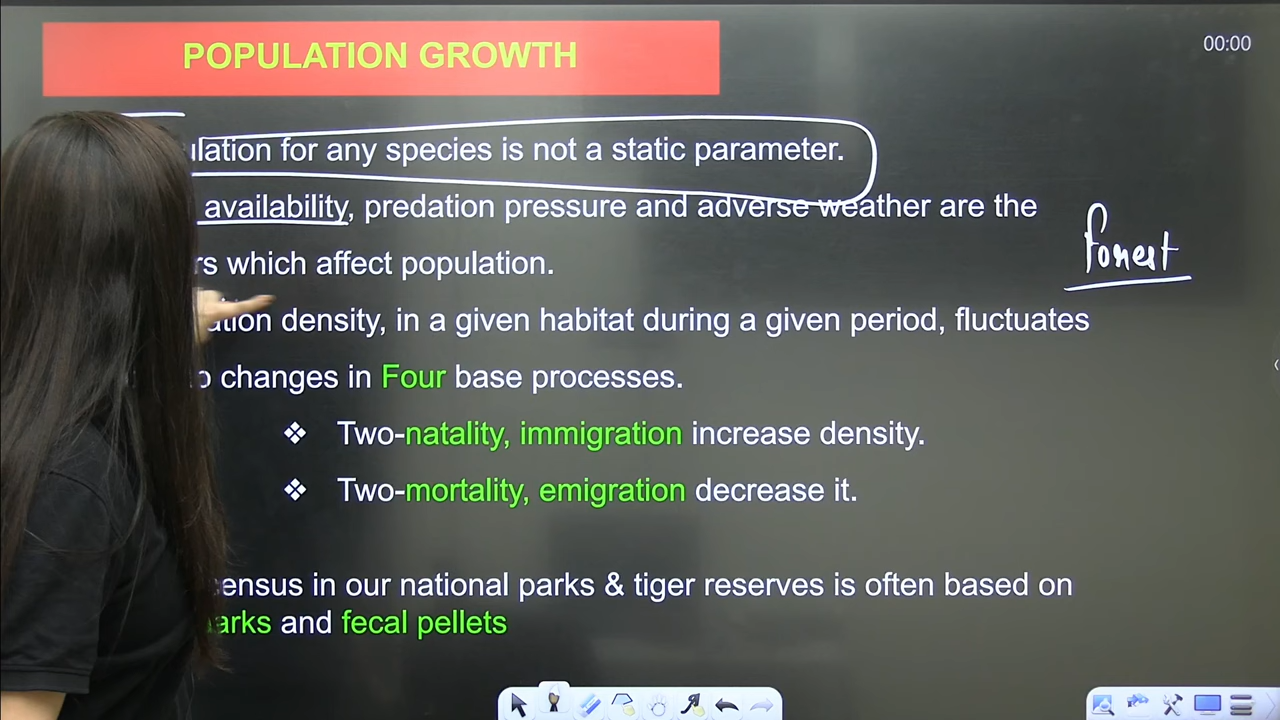 POPULATION GROWTH
00:00
ulation for any species is not a static parameter.
availability, predation pressure and adverse weather are the
rs which affect population.
Forest
ation density, in a given habitat during a given period, fluctuates
o changes in Four base processes.
❖ Two-natality, immigration increase density.
❖ Two-mortality, emigration decrease it.
census in our national parks & tiger reserves is often based on
arks and fecal pellets